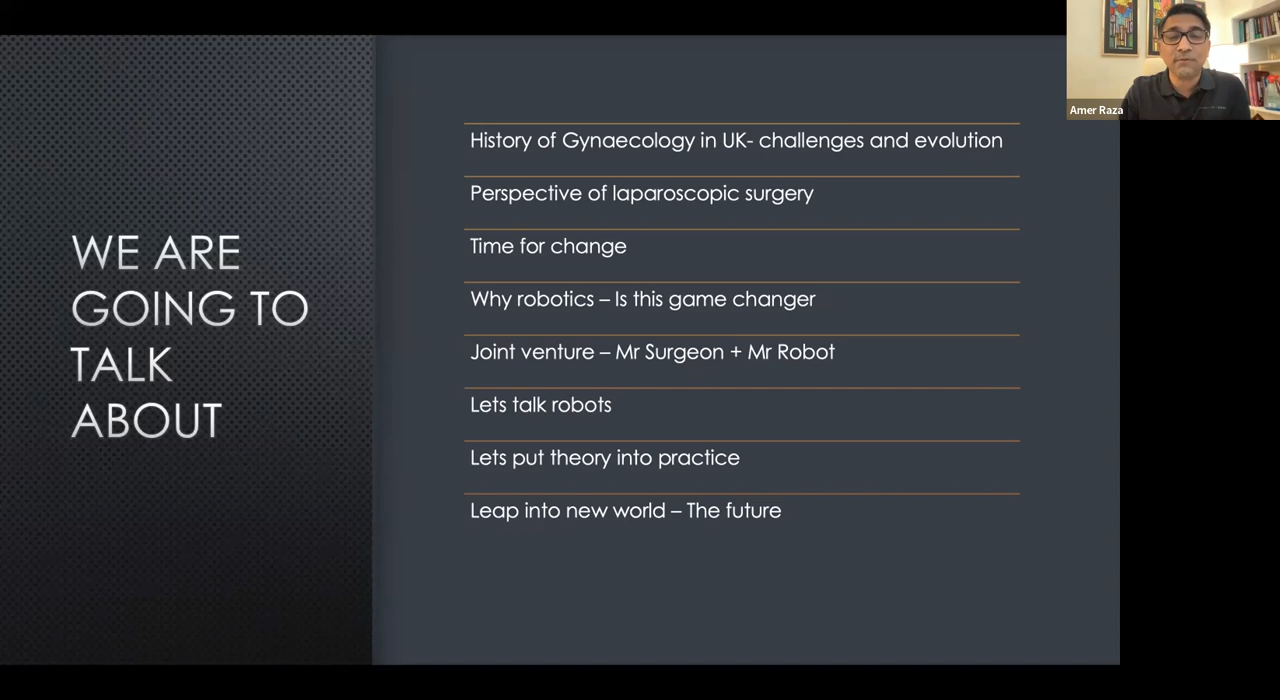 WE ARE
GOING TO
TALK
ABOUT
History of Gynaecology in UK- challenges and evolution
Perspective of laparoscopic surgery
Time for change
Why robotics – Is this game changer
Joint venture – Mr Surgeon + Mr Robot
Lets talk robots
Lets put theory into practice
Leap into new world – The future
Amer Raza